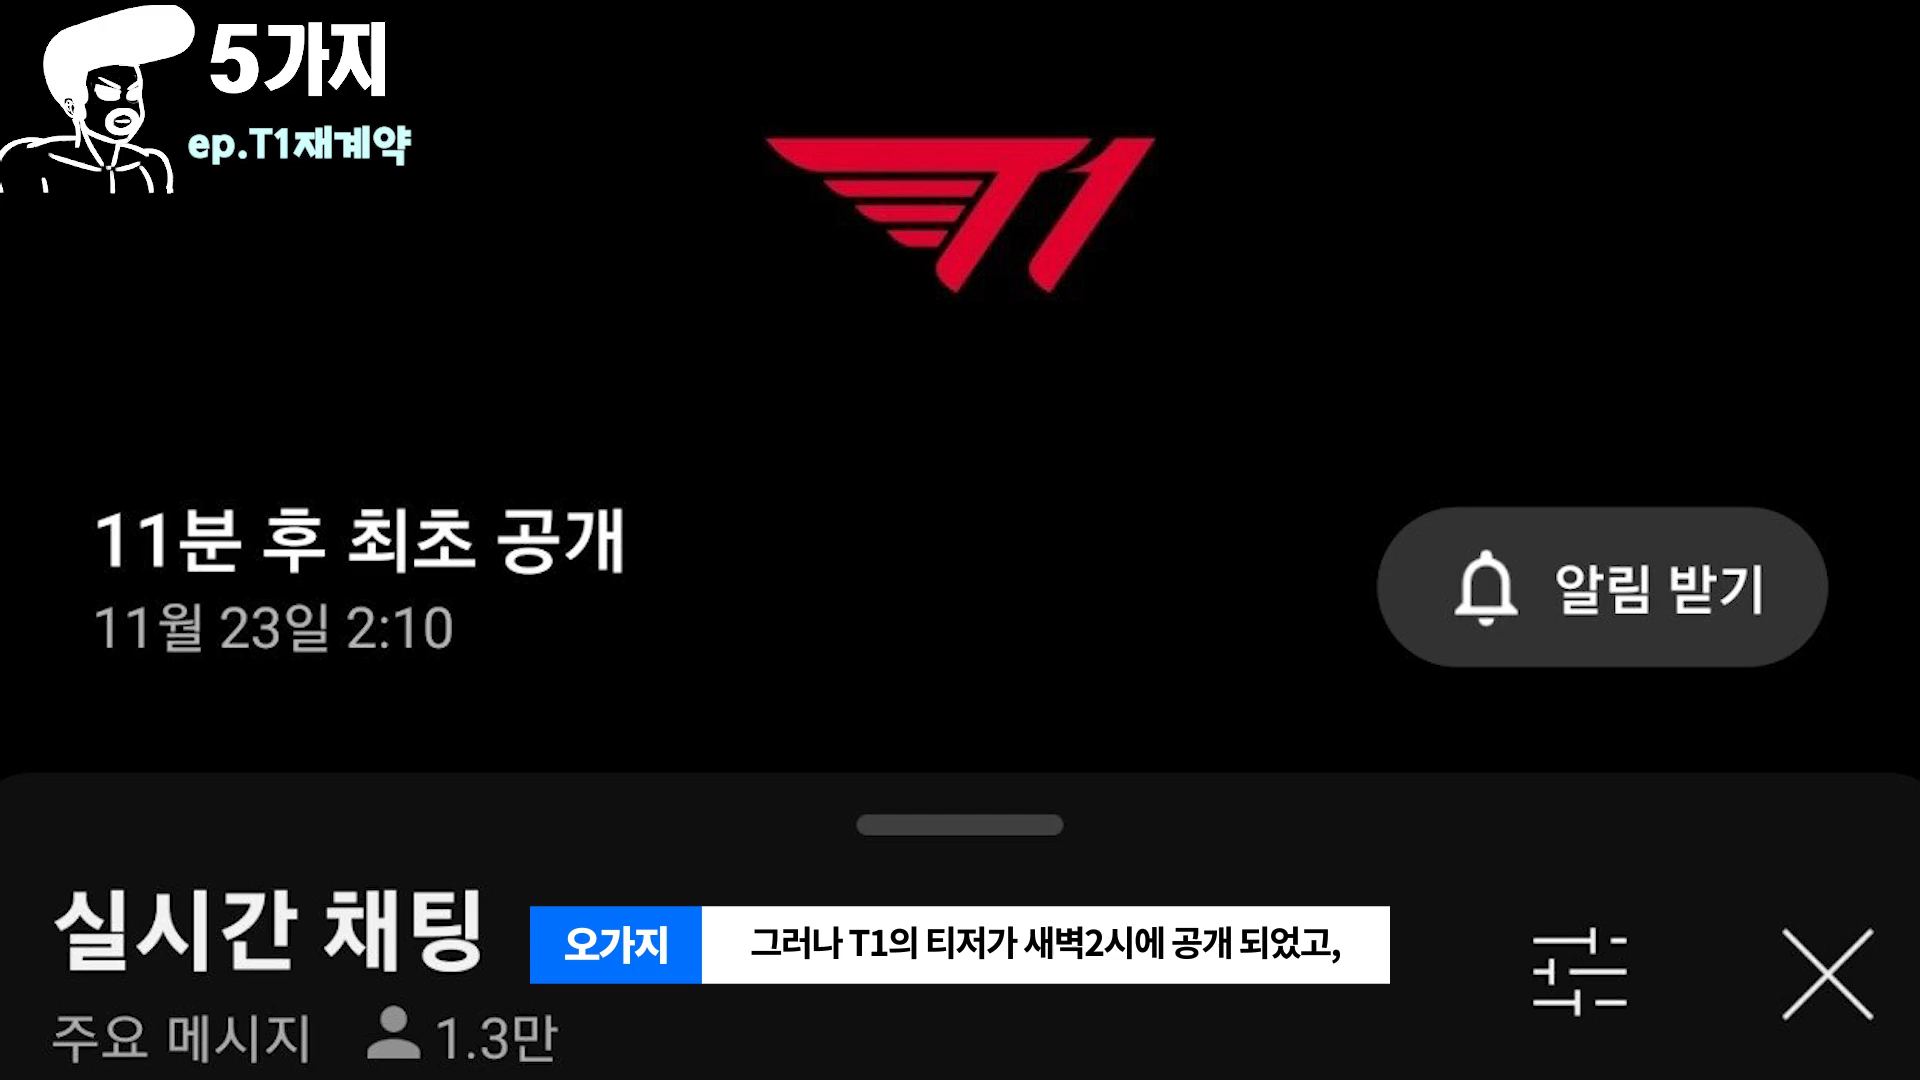 5가지
ep.T1재계약
T1
11분 후 최초 공개
11월 23일 2:10
알림 받기
실시간 채팅
오가지
그러나 T1의 티저가 새벽2시에 공개 되었고,
주요 메시지
1.3만